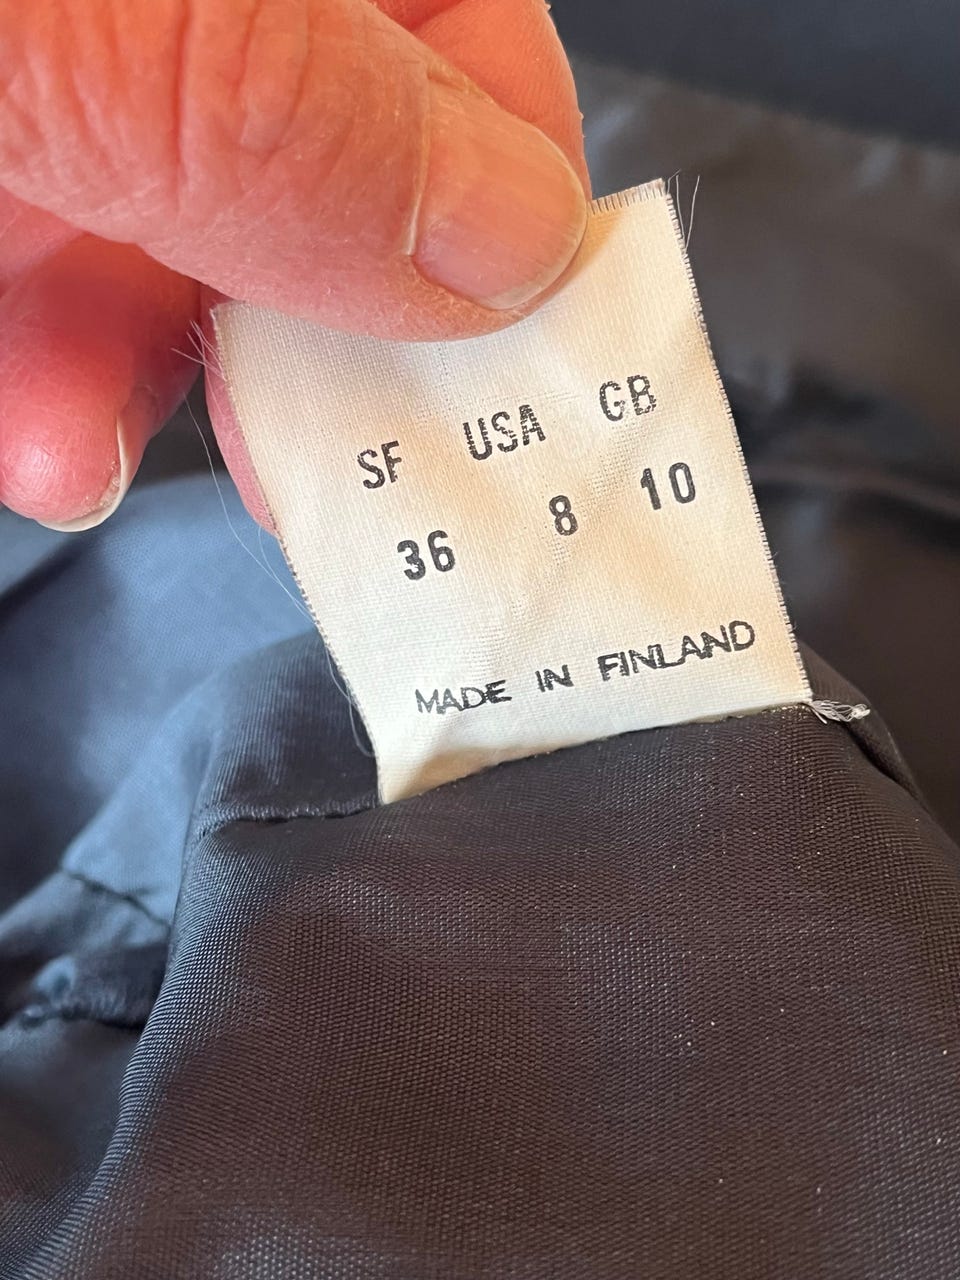 SF USA GB
36 8 10
MADE IN FINLAND